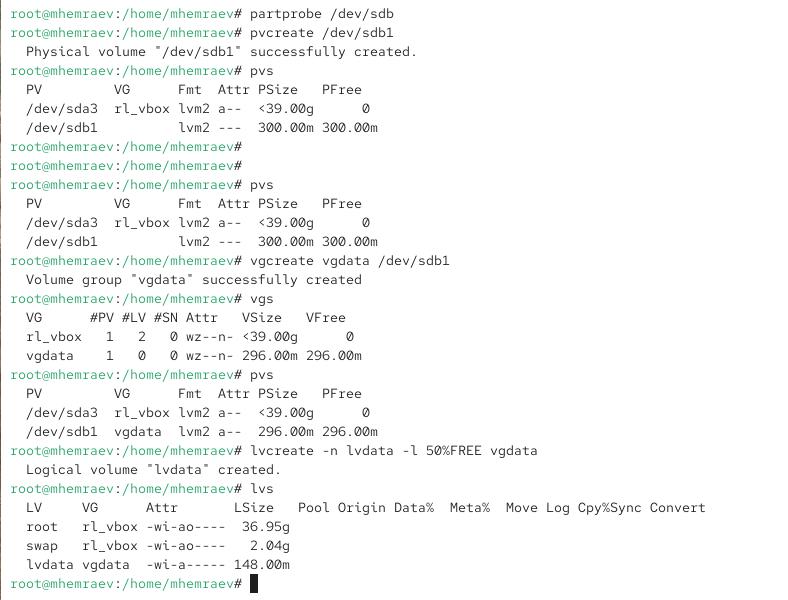 root@mhemraev:/home/mhemraev# partprobe /dev/sdb
root@mhemraev:/home/mhemraev# pvcreate /dev/sdb1
  Physical volume "/dev/sdb1" successfully created.
root@mhemraev:/home/mhemraev# pvs
  PV         VG      Fmt  Attr PSize   PFree
  /dev/sda3  rl_vbox lvm2 a--  <39.00g      0
  /dev/sdb1          lvm2 ---  300.00m 300.00m
root@mhemraev:/home/mhemraev#
root@mhemraev:/home/mhemraev#
root@mhemraev:/home/mhemraev# pvs
  PV         VG      Fmt  Attr PSize   PFree
  /dev/sda3  rl_vbox lvm2 a--  <39.00g      0
  /dev/sdb1          lvm2 ---  300.00m 300.00m
root@mhemraev:/home/mhemraev# vgcreate vgdata /dev/sdb1
  Volume group "vgdata" successfully created
root@mhemraev:/home/mhemraev# vgs
  VG      #PV #LV #SN Attr   VSize   VFree
  rl_vbox   1   2   0 wz--n- <39.00g      0
  vgdata    1   0   0 wz--n- 296.00m 296.00m
root@mhemraev:/home/mhemraev# pvs
  PV         VG      Fmt  Attr PSize   PFree
  /dev/sda3  rl_vbox lvm2 a--  <39.00g      0
  /dev/sdb1  vgdata  lvm2 a--  296.00m 296.00m
root@mhemraev:/home/mhemraev# lvcreate -n lvdata -l 50%FREE vgdata
  Logical volume "lvdata" created.
root@mhemraev:/home/mhemraev# lvs
  LV     VG      Attr       LSize   Pool Origin Data%  Meta%  Move Log Cpy%Sync Convert
  root   rl_vbox -wi-ao----  36.95g
  swap   rl_vbox -wi-ao----   2.04g
  lvdata vgdata  -wi-a----- 148.00m
root@mhemraev:/home/mhemraev#